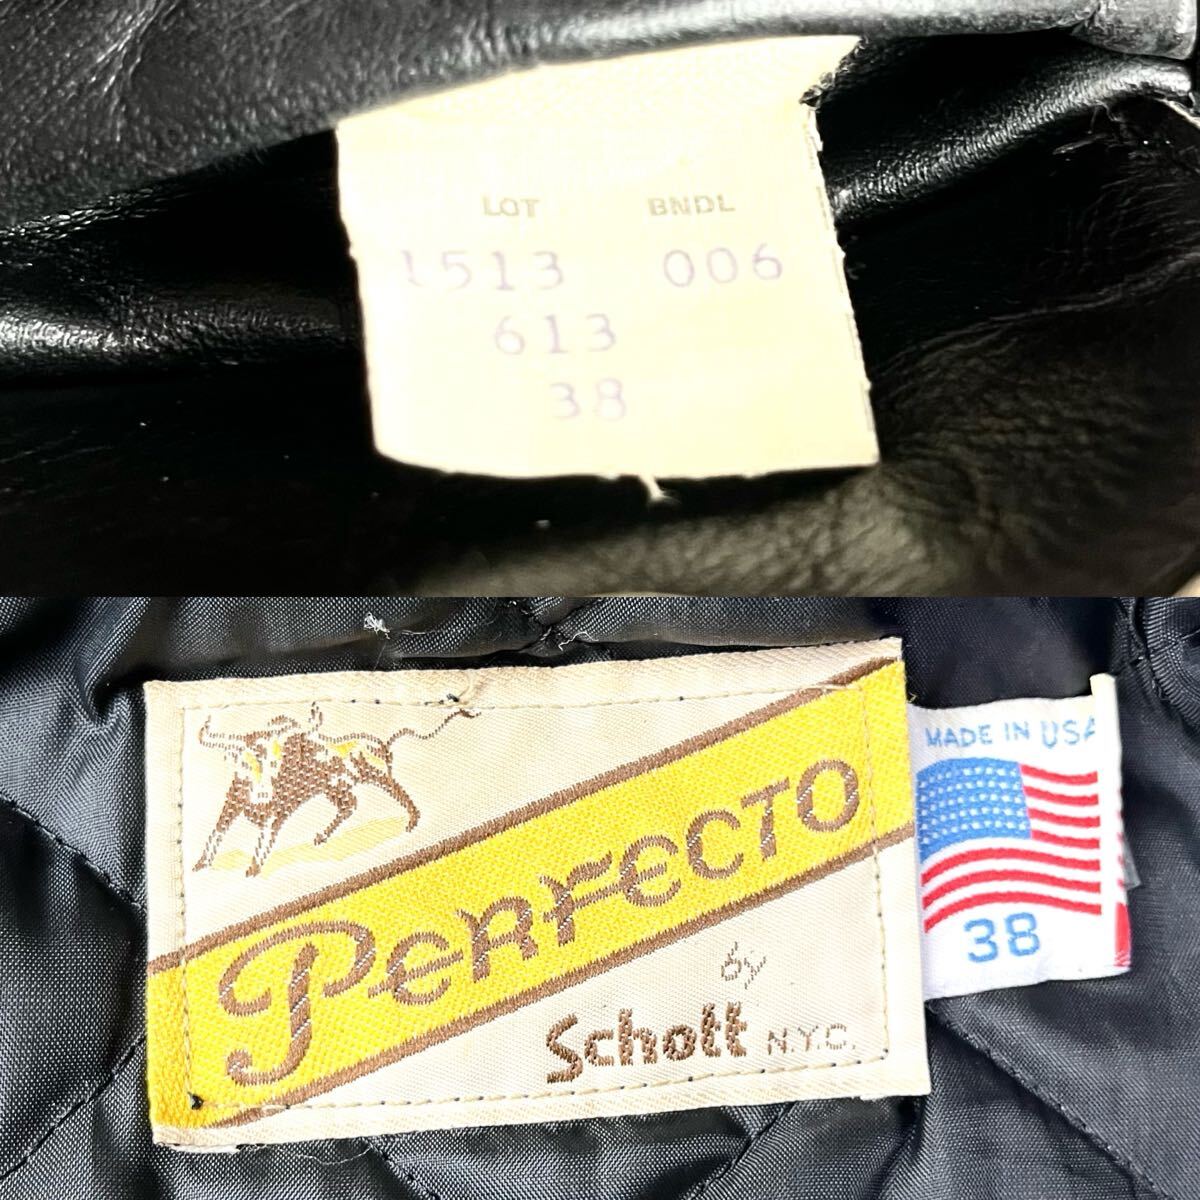 LOT BNDL
1513 006
613
38
PERFECTO
by
Schott N.Y.C.
MADE IN USA
38